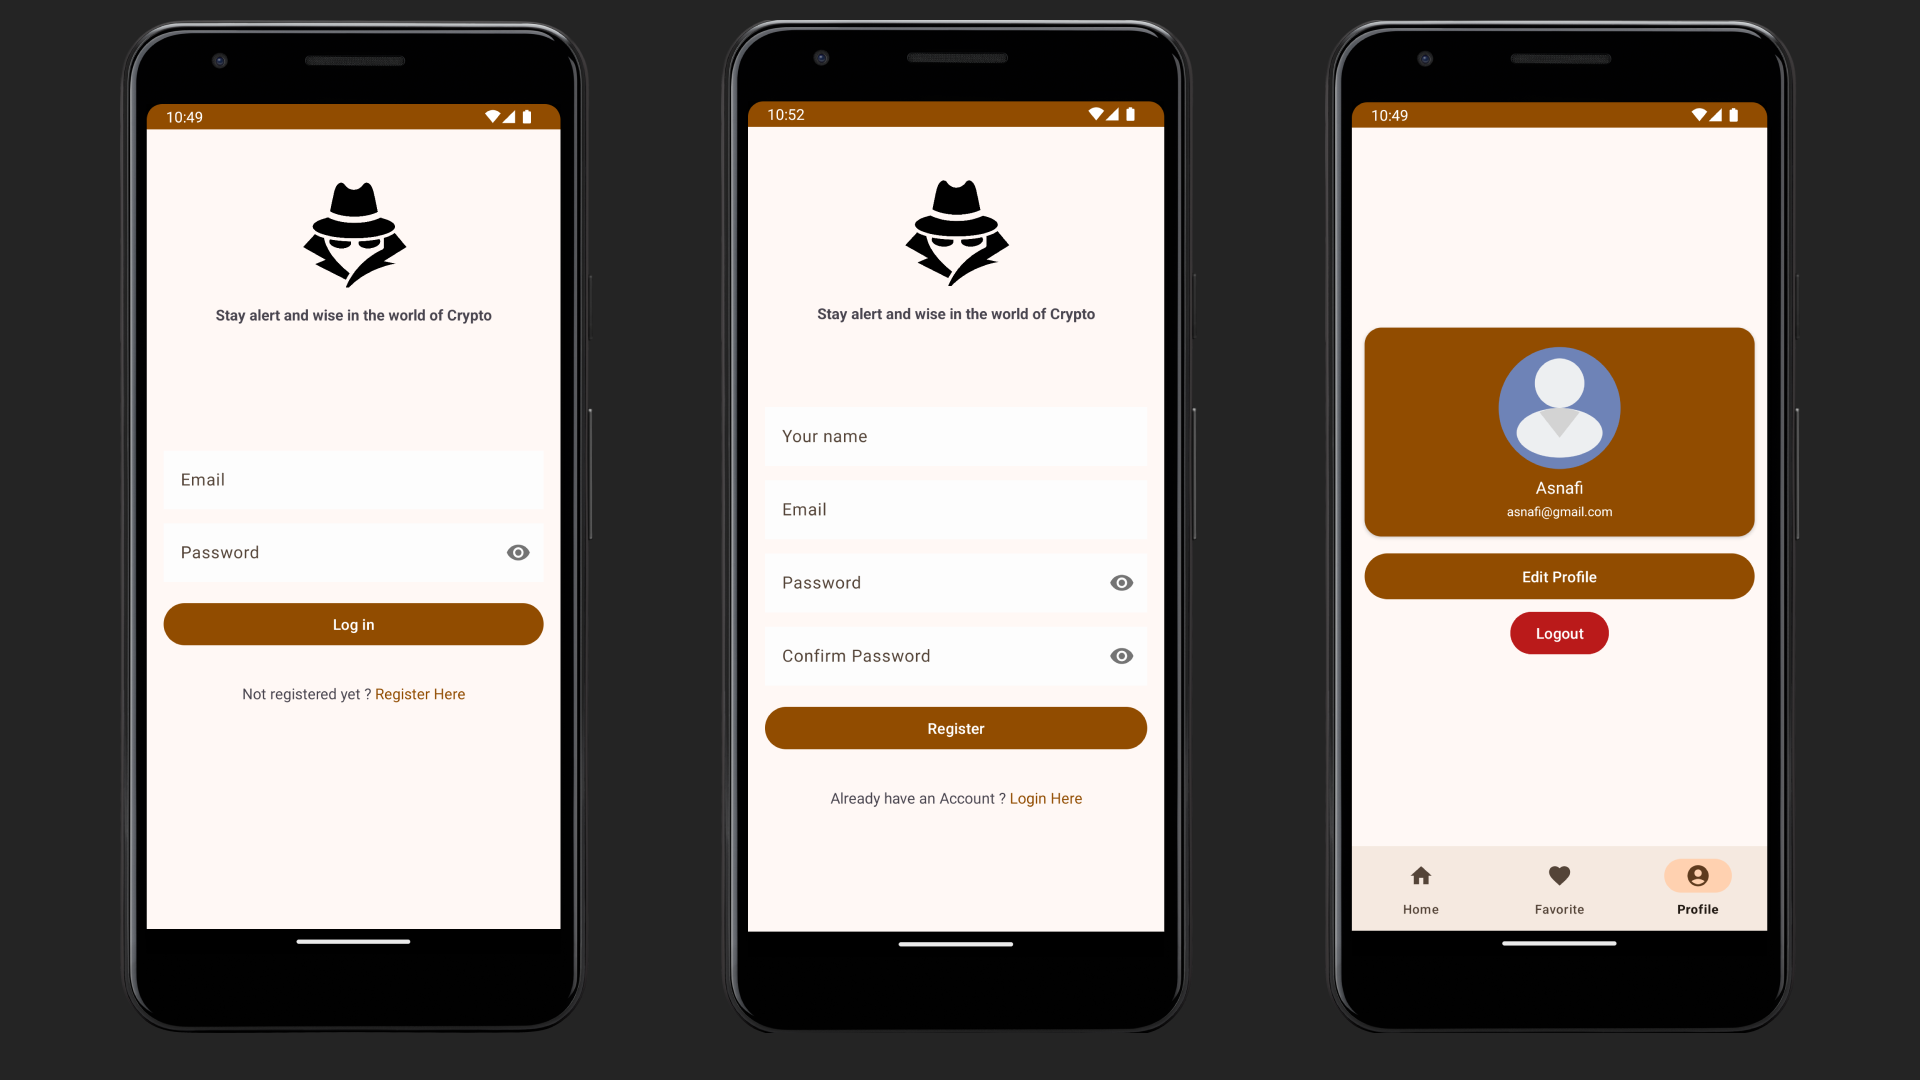 10:49
Stay alert and wise in the world of Crypto
Email
Password
Log in
Not registered yet ? Register Here
10:52
Stay alert and wise in the world of Crypto
Your name
Email
Password
Confirm Password
Register
Already have an Account ? Login Here
10:49
Asnafi
asnafi@gmail.com
Edit Profile
Logout
Home Favorite Profile